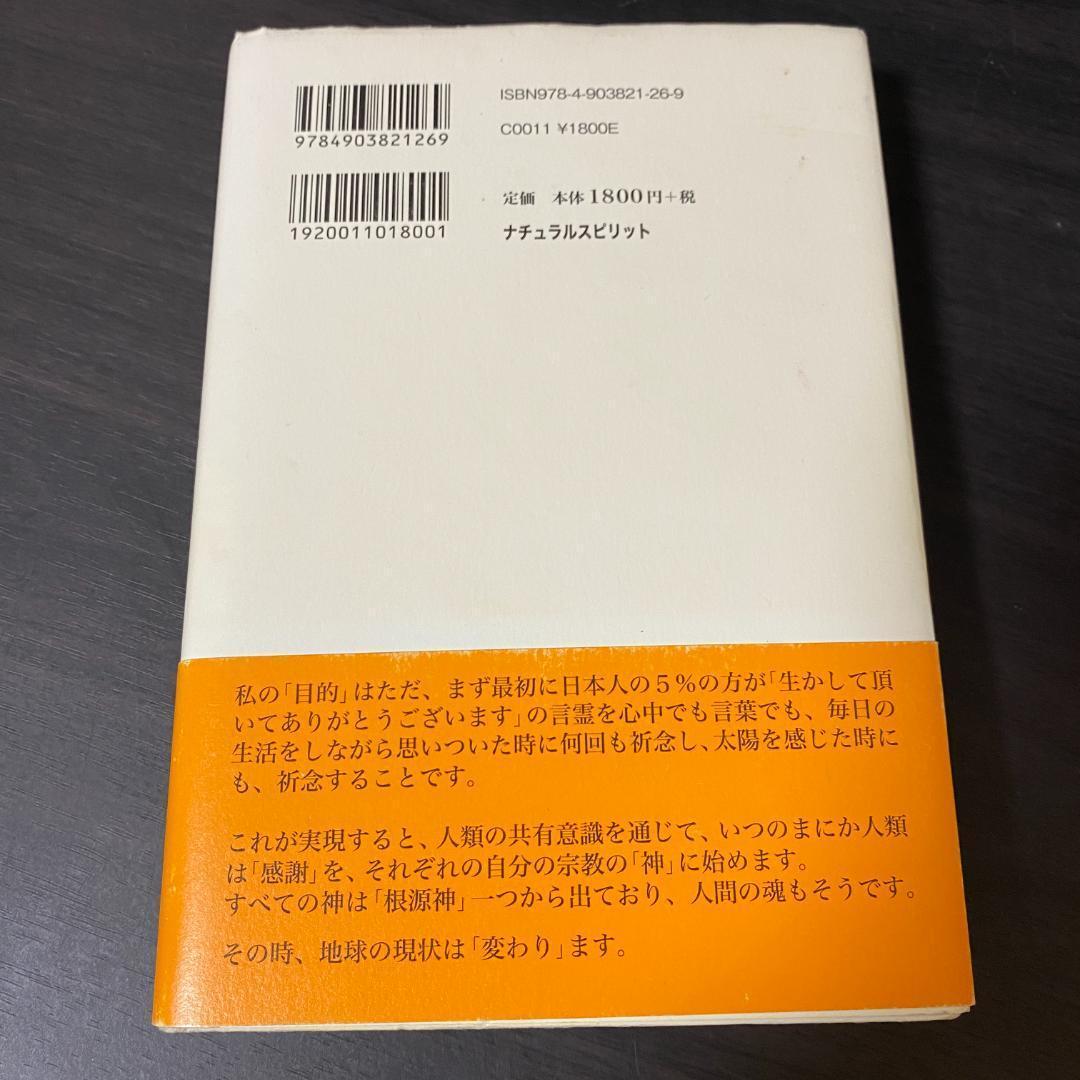 ISBN978-4-903821-26-9
9784903821269
C0011 ¥1800E
定価 本体1800円+税
1920011018001
ナチュラルスピリット
私の「目的」はただ、まず最初に日本人の5%の方が「生かして頂
いてありがとうございます」の言霊を心中でも言葉でも、毎日の
生活をしながら思いついた時に何回も祈念し、太陽を感じた時に
も、祈念することです。
これが実現すると、人類の共有意識を通じて、いつのまにか人類
は「感謝」を、それぞれの自分の宗教の「神」に始めます。
すべての神は「根源神」一つから出ており、人間の魂もそうです。
その時、地球の現状は「変わり」ます。